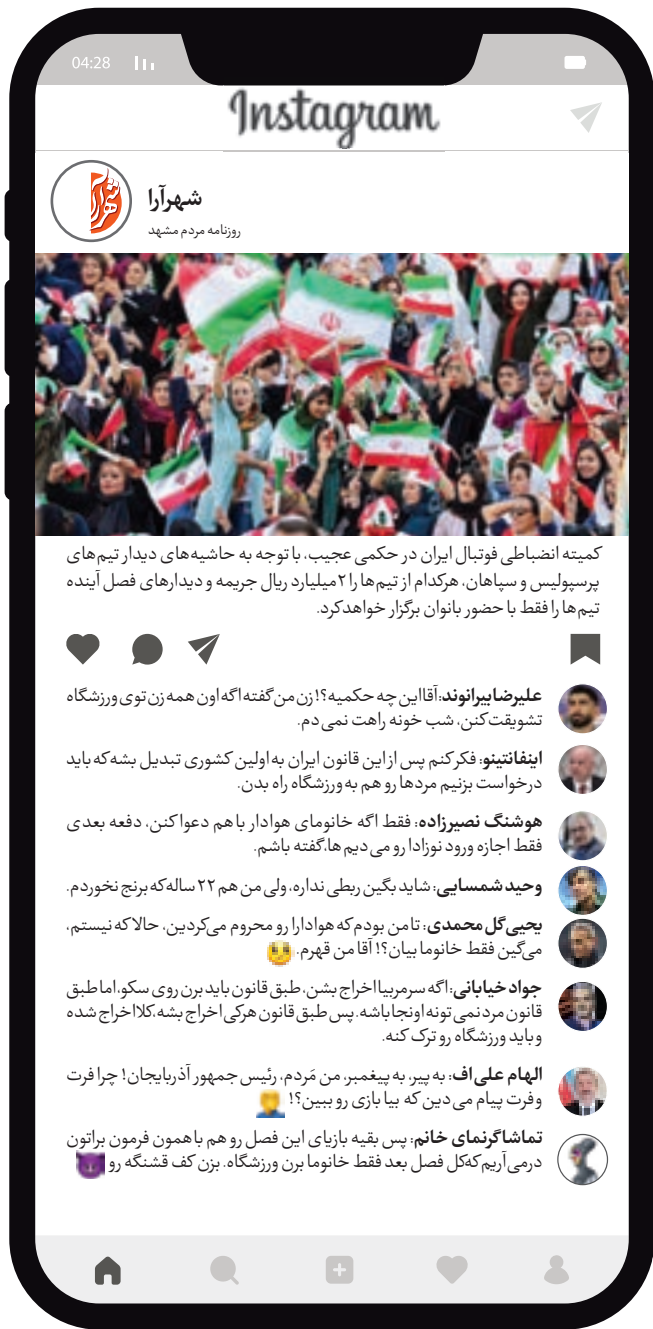 04:28
Instagram
شهرآرا
شهرآرا
روزنامه مردم مشهد
کمیته انضباطی فوتبال ایران در حکمی عجیب، با توجه به حاشیه‌های دیدار تیم‌های
پرسپولیس و سپاهان، هرکدام از تیم‌ها را ۲میلیارد ریال جریمه و دیدارهای فصل آینده
تیم‌ها را فقط با حضور بانوان برگزار خواهدکرد.
علیرضا بیرانوند: آقا این چه حکمیه؟! زن من گفته اگه اون همه زن توی ورزشگاه
تشویقت کنن، شب خونه راهت نمی دم.
اینفانتینو: فکر کنم پس از این قانون ایران به اولین کشوری تبدیل بشه که باید
درخواست بزنیم مردها رو هم به ورزشگاه راه بدن.
هوشنگ نصیرزاده: فقط اگه خانومای هوادار باهم دعوا کنن، دفعه بعدی
فقط اجازه ورود نوزادا رو می دیم ها،گفته باشم.
وحید شمسایی: شاید بگین ربطی نداره، ولی من هم ۲۲ ساله که برنج نخوردم.
یحیی گل محمدی: تا من بودم که هوادارا رو محروم می‌کردین، حالا که نیستم،
می‌گین فقط خانوما بیان؟! آقا من قهرم. 🥺
جواد خیابانی: اگه سرمربیا اخراج بشن، طبق قانون باید برن روی سکو، اما طبق
قانون مرد نمی تونه اونجا باشه. پس طبق قانون هرکی اخراج بشه،کلا اخراج شده
و باید ورزشگاه رو ترک کنه.
الهام علی اف: به پیر، به پیغمبر، من مَردم، رئیس جمهور آذربایجان! چرا فرت
و فرت پیام می دین که بیا بازی رو ببین؟! 🤦
تماشاگرنمای خانم: پس بقیه بازیای این فصل رو هم با همون فرمون براتون
درمی آریم که کل فصل بعد فقط خانوما برن ورزشگاه. بزن کف قشنگه رو 😈